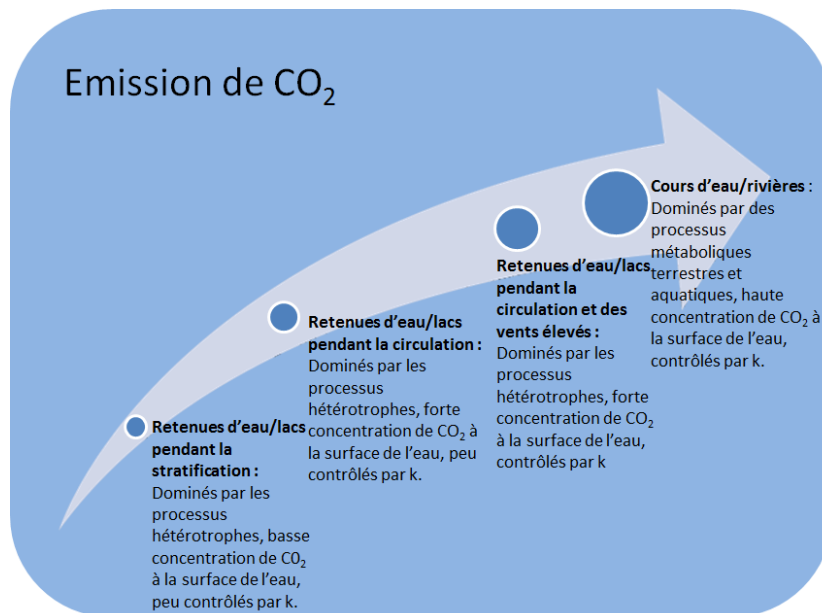 Emission de CO₂
Retenues d'eau/lacs
pendant la
stratification :
Dominés par les
processus
hétérotrophes, basse
concentration de C0₂
à la surface de l'eau,
peu contrôlés par k.
Retenues d'eau/lacs
pendant la circulation :
Dominés par les
processus
hétérotrophes, forte
concentration de CO₂ à
la surface de l'eau, peu
contrôlés par k.
Retenues d'eau/lacs
pendant la
circulation et des
vents élevés :
Dominés par les
processus
hétérotrophes, forte
concentration de CO₂
à la surface de l'eau,
contrôlés par k
Cours d'eau/rivières :
Dominés par des
processus
métaboliques
terrestres et
aquatiques, haute
concentration de CO₂ à
la surface de l'eau,
contrôlés par k.